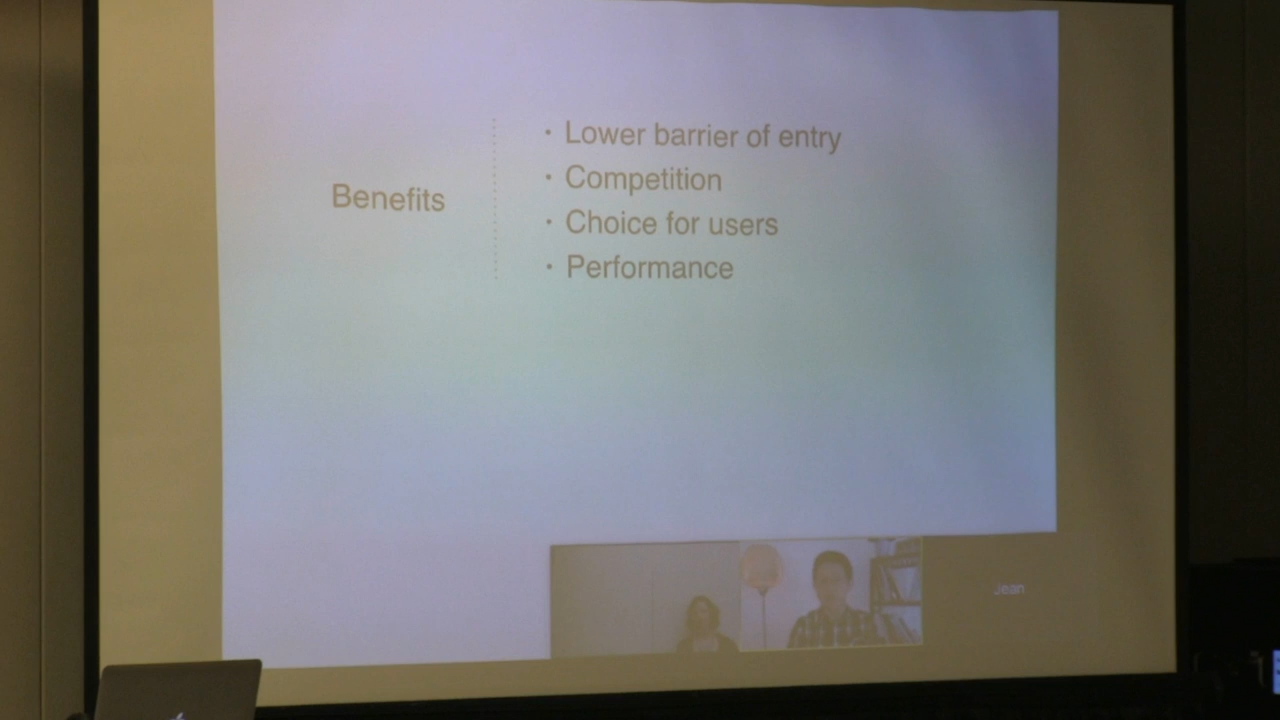 Benefits
• Lower barrier of entry
• Competition
• Choice for users
• Performance
Jean